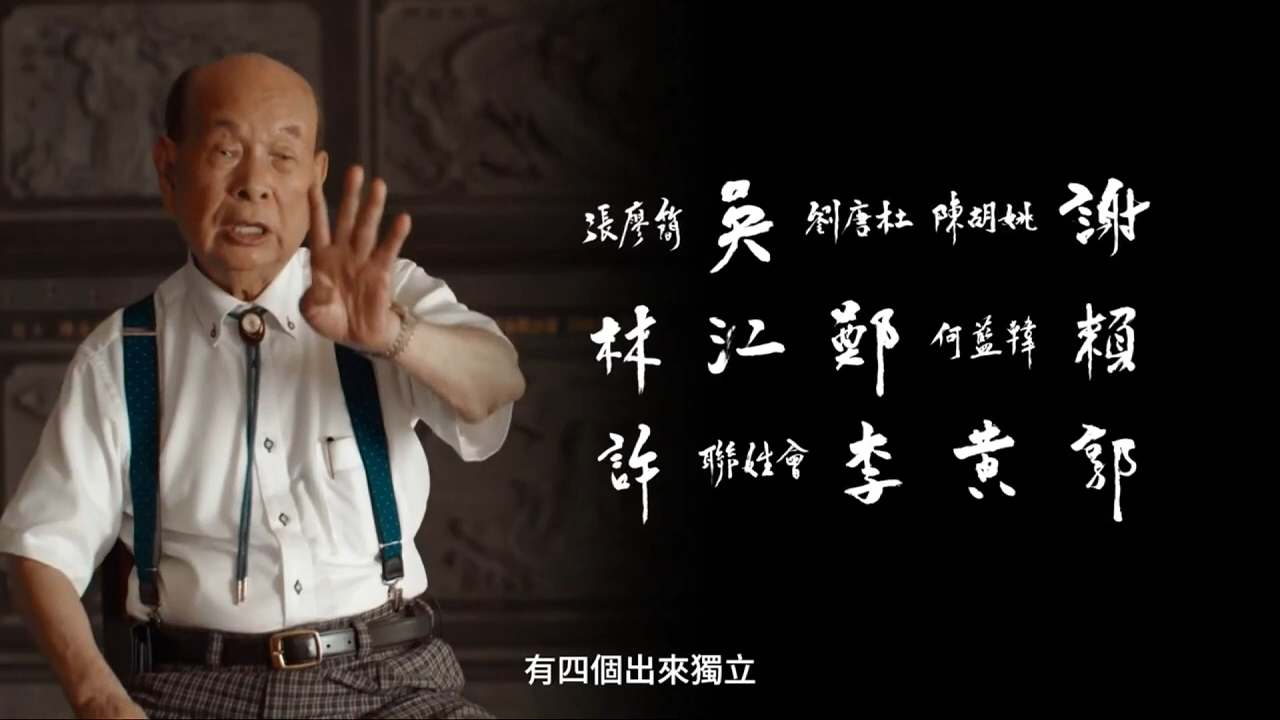 張廖簡 吳 劉唐杜 陳胡姚 謝
林 江 鄭 何藍韓 賴
許 聯姓會 李 黃 郭
有四個出來獨立